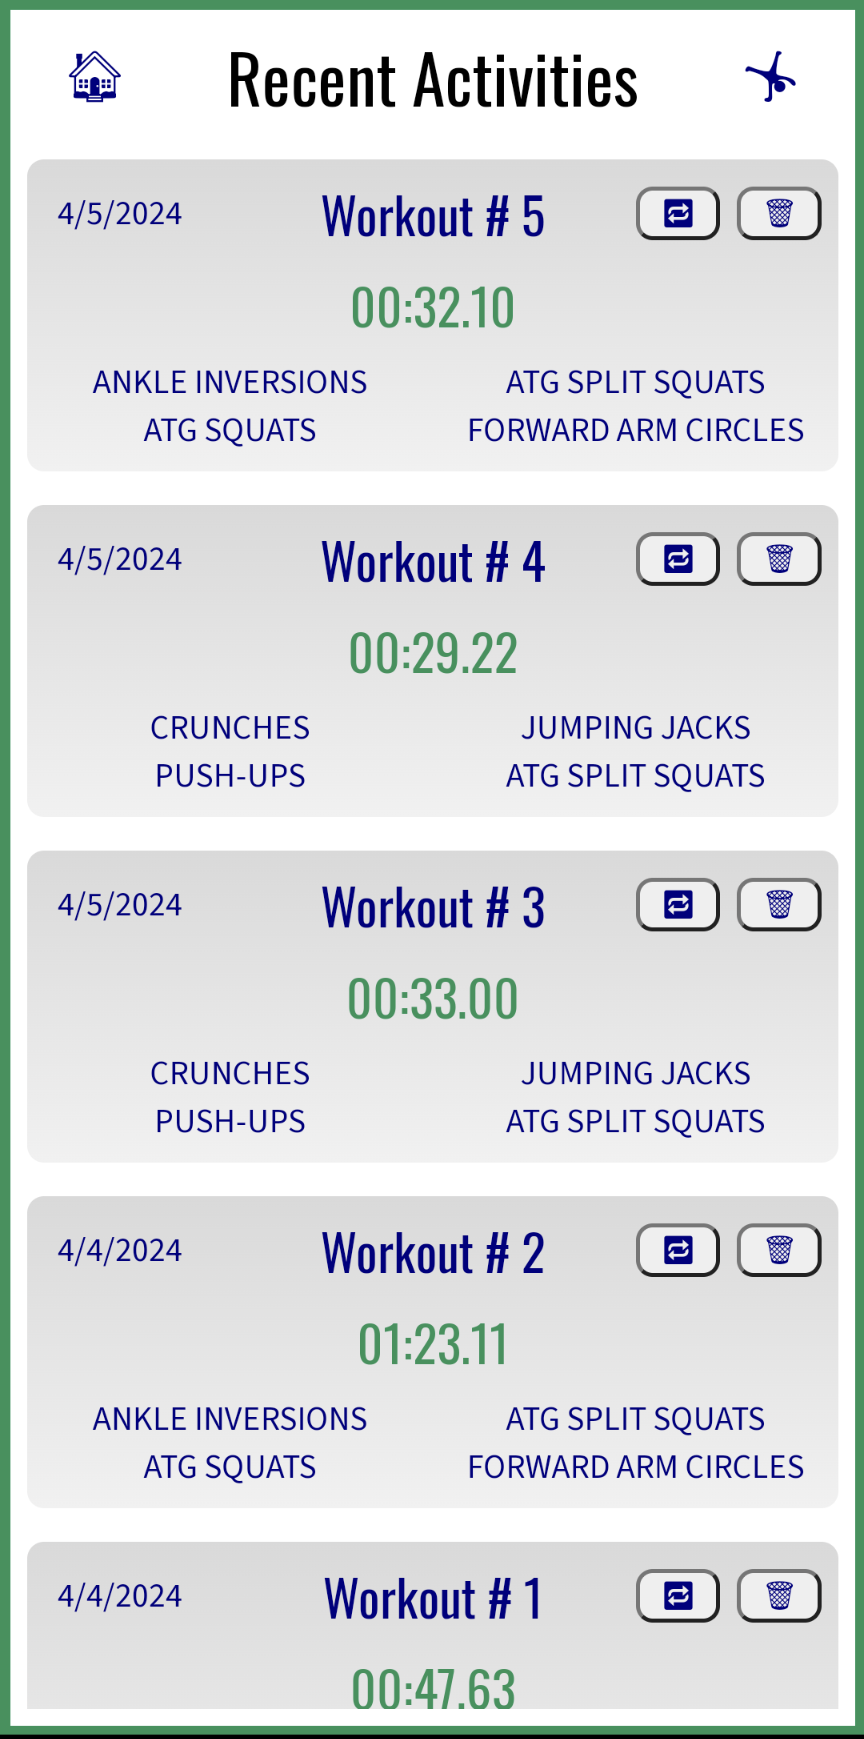 Recent Activities
4/5/2024 Workout # 5
00:32.10
ANKLE INVERSIONS ATG SPLIT SQUATS
ATG SQUATS FORWARD ARM CIRCLES
4/5/2024 Workout # 4
00:29.22
CRUNCHES JUMPING JACKS
PUSH-UPS ATG SPLIT SQUATS
4/5/2024 Workout # 3
00:33.00
CRUNCHES JUMPING JACKS
PUSH-UPS ATG SPLIT SQUATS
4/4/2024 Workout # 2
01:23.11
ANKLE INVERSIONS ATG SPLIT SQUATS
ATG SQUATS FORWARD ARM CIRCLES
4/4/2024 Workout # 1
00:47.63